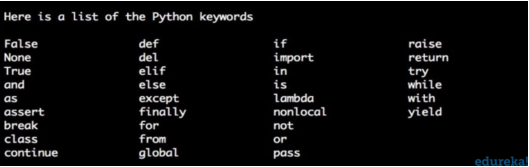 Here is a list of the Python keywords
False def if raise
None del import return
True elif in try
and else is while
as except lambda with
assert finally nonlocal yield
break for not
class from or
continue global pass
edureka!